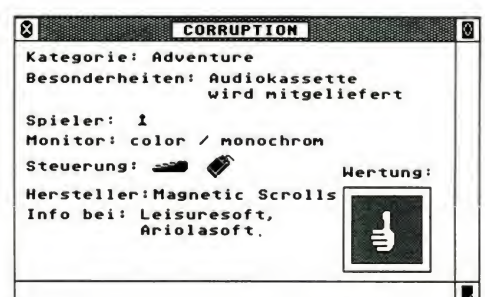 CORRUPTION
Kategorie: Adventure
Besonderheiten: Audiokassette
wird mitgeliefert
Spieler: 1
Monitor: color / monochrom
Steuerung:
Wertung:
Hersteller:Magnetic Scrolls
Info bei: Leisuresoft,
Ariolasoft.